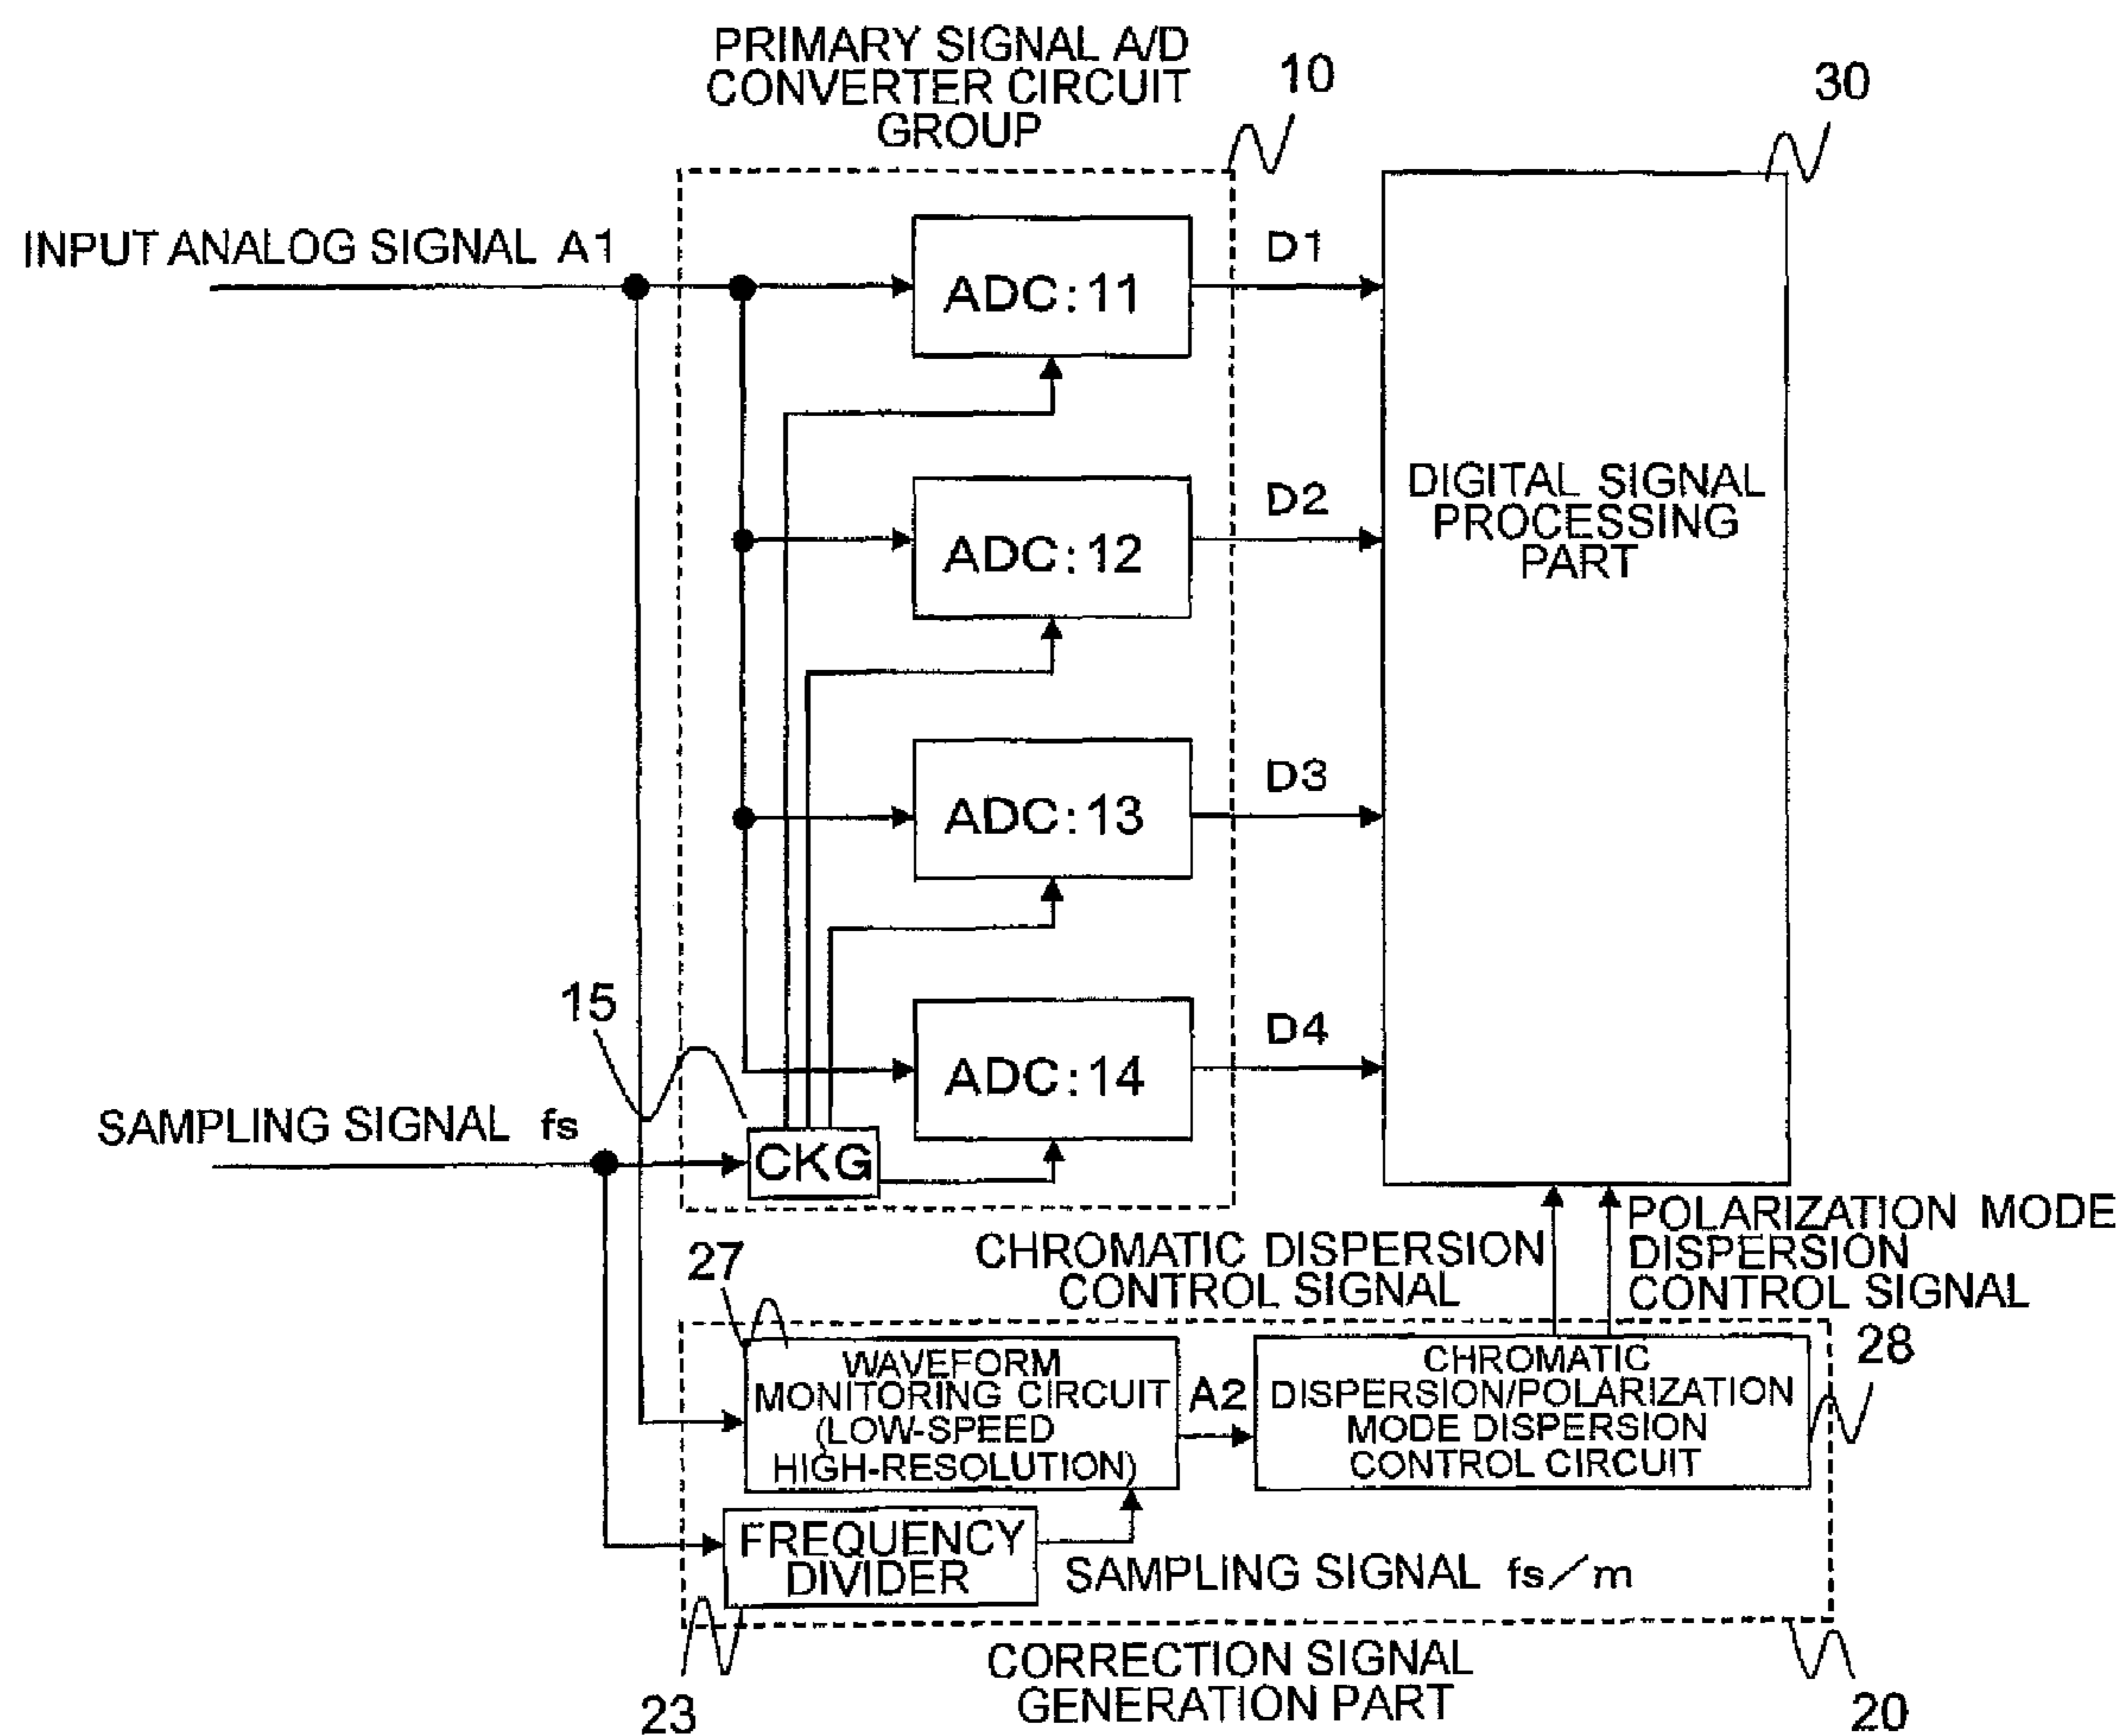 PRIMARY SIGNAL A/D
CONVERTER CIRCUIT
GROUP
10
30
INPUT ANALOG SIGNAL A1
ADC:11
D1
ADC:12
D2
DIGITAL SIGNAL
PROCESSING
PART
ADC:13
D3
15
ADC:14
D4
SAMPLING SIGNAL fs
CKG
27
CHROMATIC DISPERSION
CONTROL SIGNAL
POLARIZATION MODE
DISPERSION
CONTROL SIGNAL
28
WAVEFORM
MONITORING CIRCUIT
(LOW-SPEED
HIGH-RESOLUTION)
A2
CHROMATIC
DISPERSION/POLARIZATION
MODE DISPERSION
CONTROL CIRCUIT
FREQUENCY
DIVIDER
SAMPLING SIGNAL fs/m
23
CORRECTION SIGNAL
GENERATION PART
20